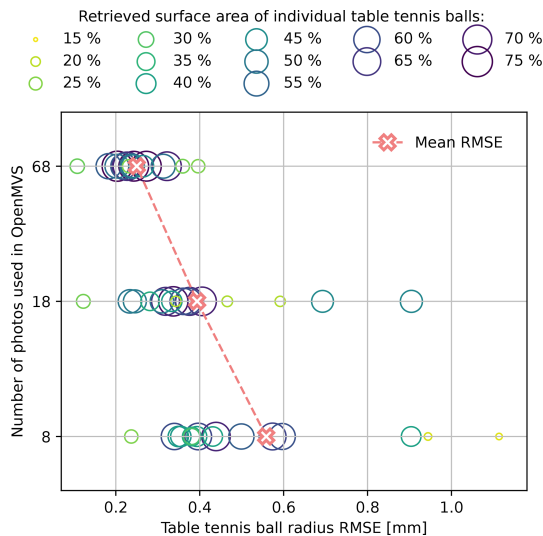 Retrieved surface area of individual table tennis balls:
15 % 30 % 45 % 60 % 70 %
20 % 35 % 50 % 65 % 75 %
25 % 40 % 55 %
Mean RMSE
Number of photos used in OpenMVS
68
18
8
0.2 0.4 0.6 0.8 1.0
Table tennis ball radius RMSE [mm]